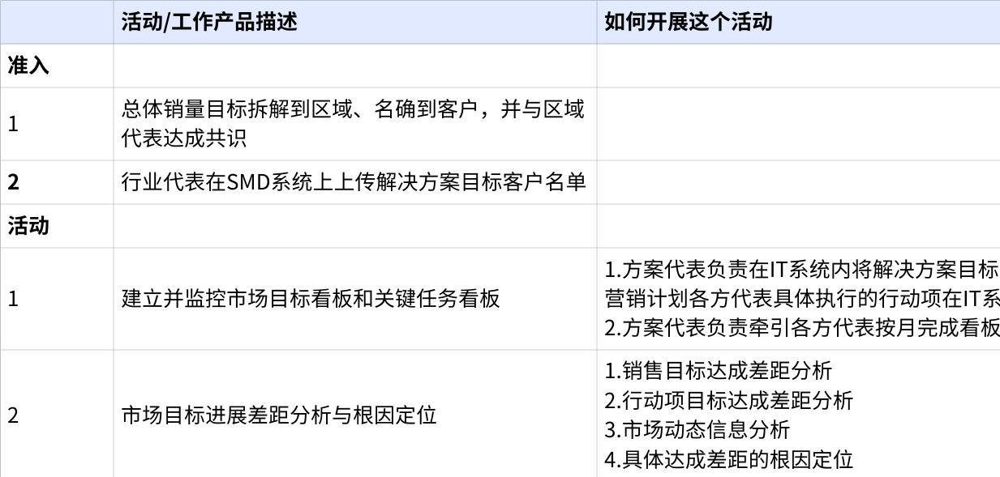 活动/工作产品描述
如何开展这个活动
准入
1
总体销量目标拆解到区域、名确到客户，并与区域
代表达成共识
2
行业代表在SMD系统上上传解决方案目标客户名单
活动
1
建立并监控市场目标看板和关键任务看板
1.方案代表负责在IT系统内将解决方案目标
营销计划各方代表具体执行的行动项在IT系
2.方案代表负责牵引各方代表按月完成看板
2
市场目标进展差距分析与根因定位
1.销售目标达成差距分析
2.行动项目标达成差距分析
3.市场动态信息分析
4.具体达成差距的根因定位